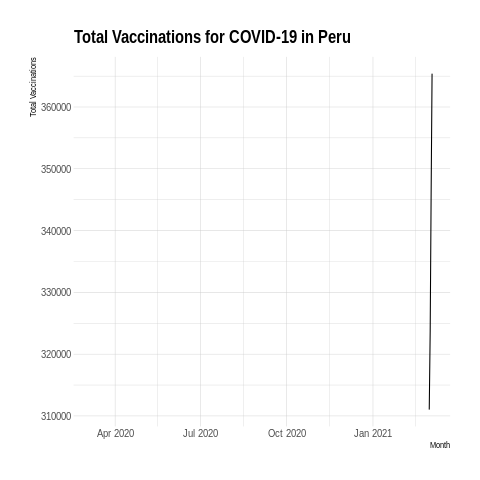 Total Vaccinations for COVID-19 in Peru
Total Vaccinations
360000
350000
340000
330000
320000
310000
Apr 2020 Jul 2020 Oct 2020 Jan 2021
Month